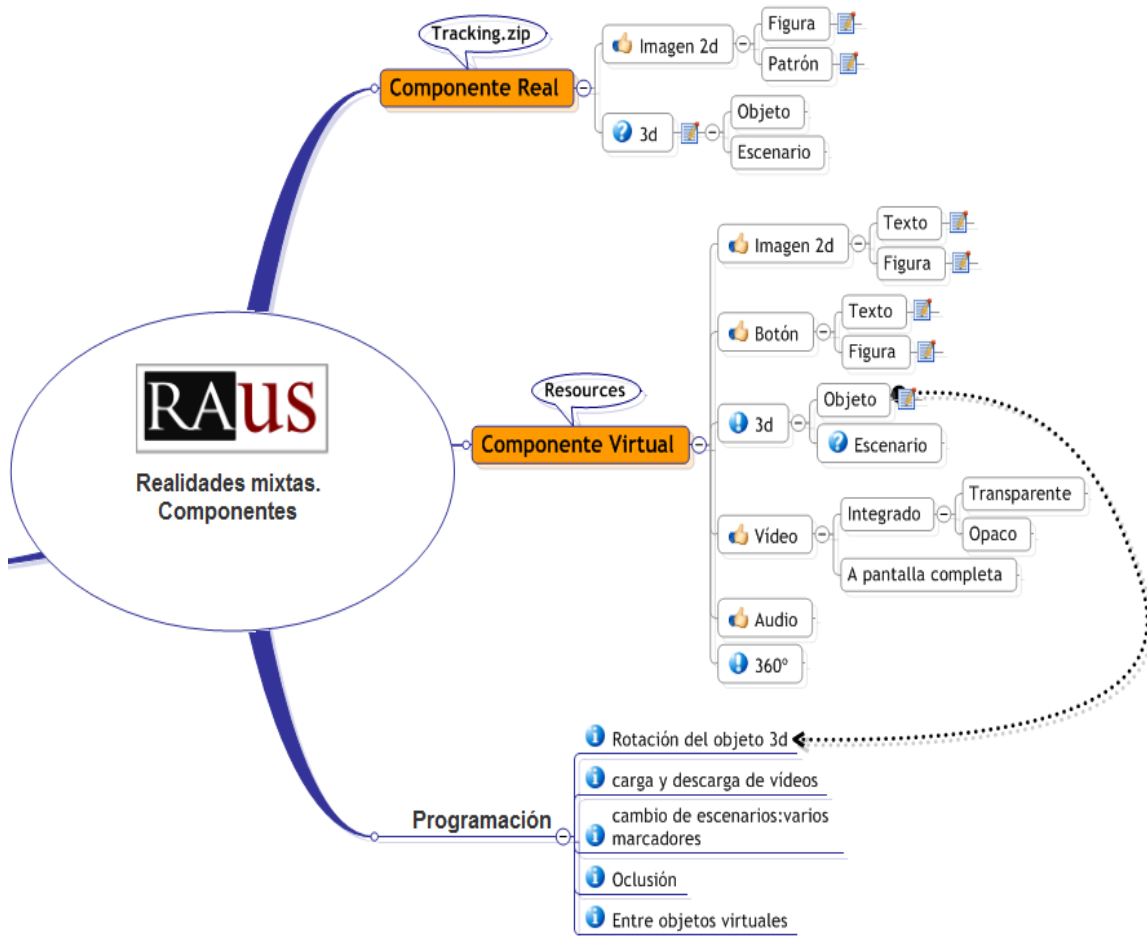 Tracking.zip
Componente Real
Imagen 2d
Figura
Patrón
3d
Objeto
Escenario
RAUS
Realidades mixtas.
Componentes
Resources
Componente Virtual
Imagen 2d
Texto
Figura
Botón
Texto
Figura
3d
Objeto
Escenario
Vídeo
Integrado
Transparente
Opaco
A pantalla completa
Audio
360º
Programación
Rotación del objeto 3d
carga y descarga de vídeos
cambio de escenarios:varios
marcadores
Oclusión
Entre objetos virtuales